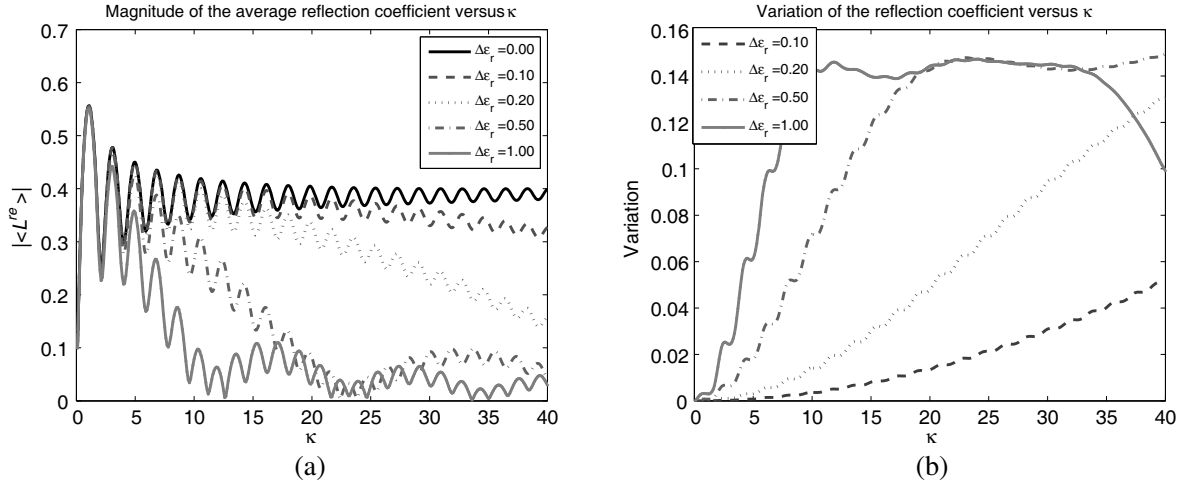 Magnitude of the average reflection coefficient versus κ
0.7
0.6
0.5
0.4
0.3
0.2
0.1
0
|<L^re>|
Δε_r =0.00
Δε_r =0.10
Δε_r =0.20
Δε_r =0.50
Δε_r =1.00
0 5 10 15 20 25 30 35 40
κ
(a)
Variation of the reflection coefficient versus κ
0.16
0.14
0.12
0.1
0.08
0.06
0.04
0.02
0
Variation
Δε_r =0.10
Δε_r =0.20
Δε_r =0.50
Δε_r =1.00
0 5 10 15 20 25 30 35 40
κ
(b)